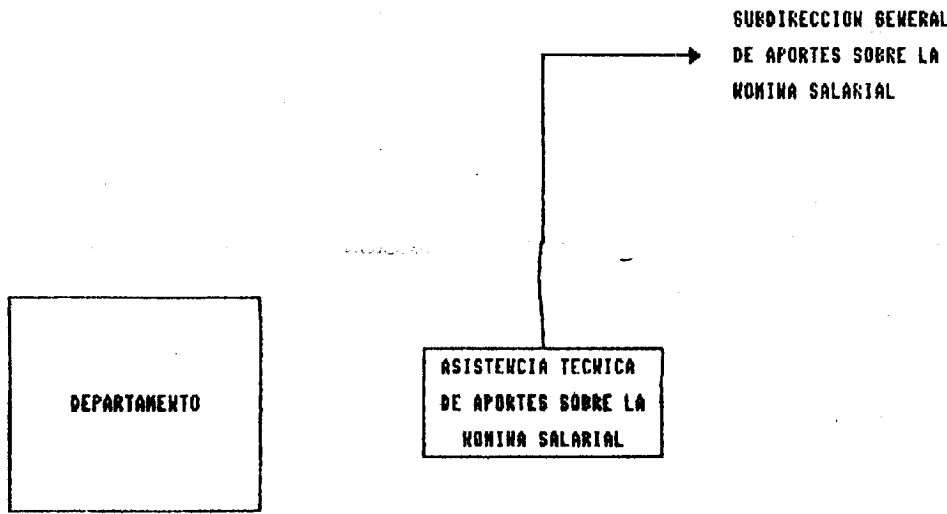 SUBDIRECCION GENERAL
DE APORTES SOBRE LA
NOMINA SALARIAL
DEPARTAMENTO
ASISTENCIA TECNICA
DE APORTES SOBRE LA
NOMINA SALARIAL